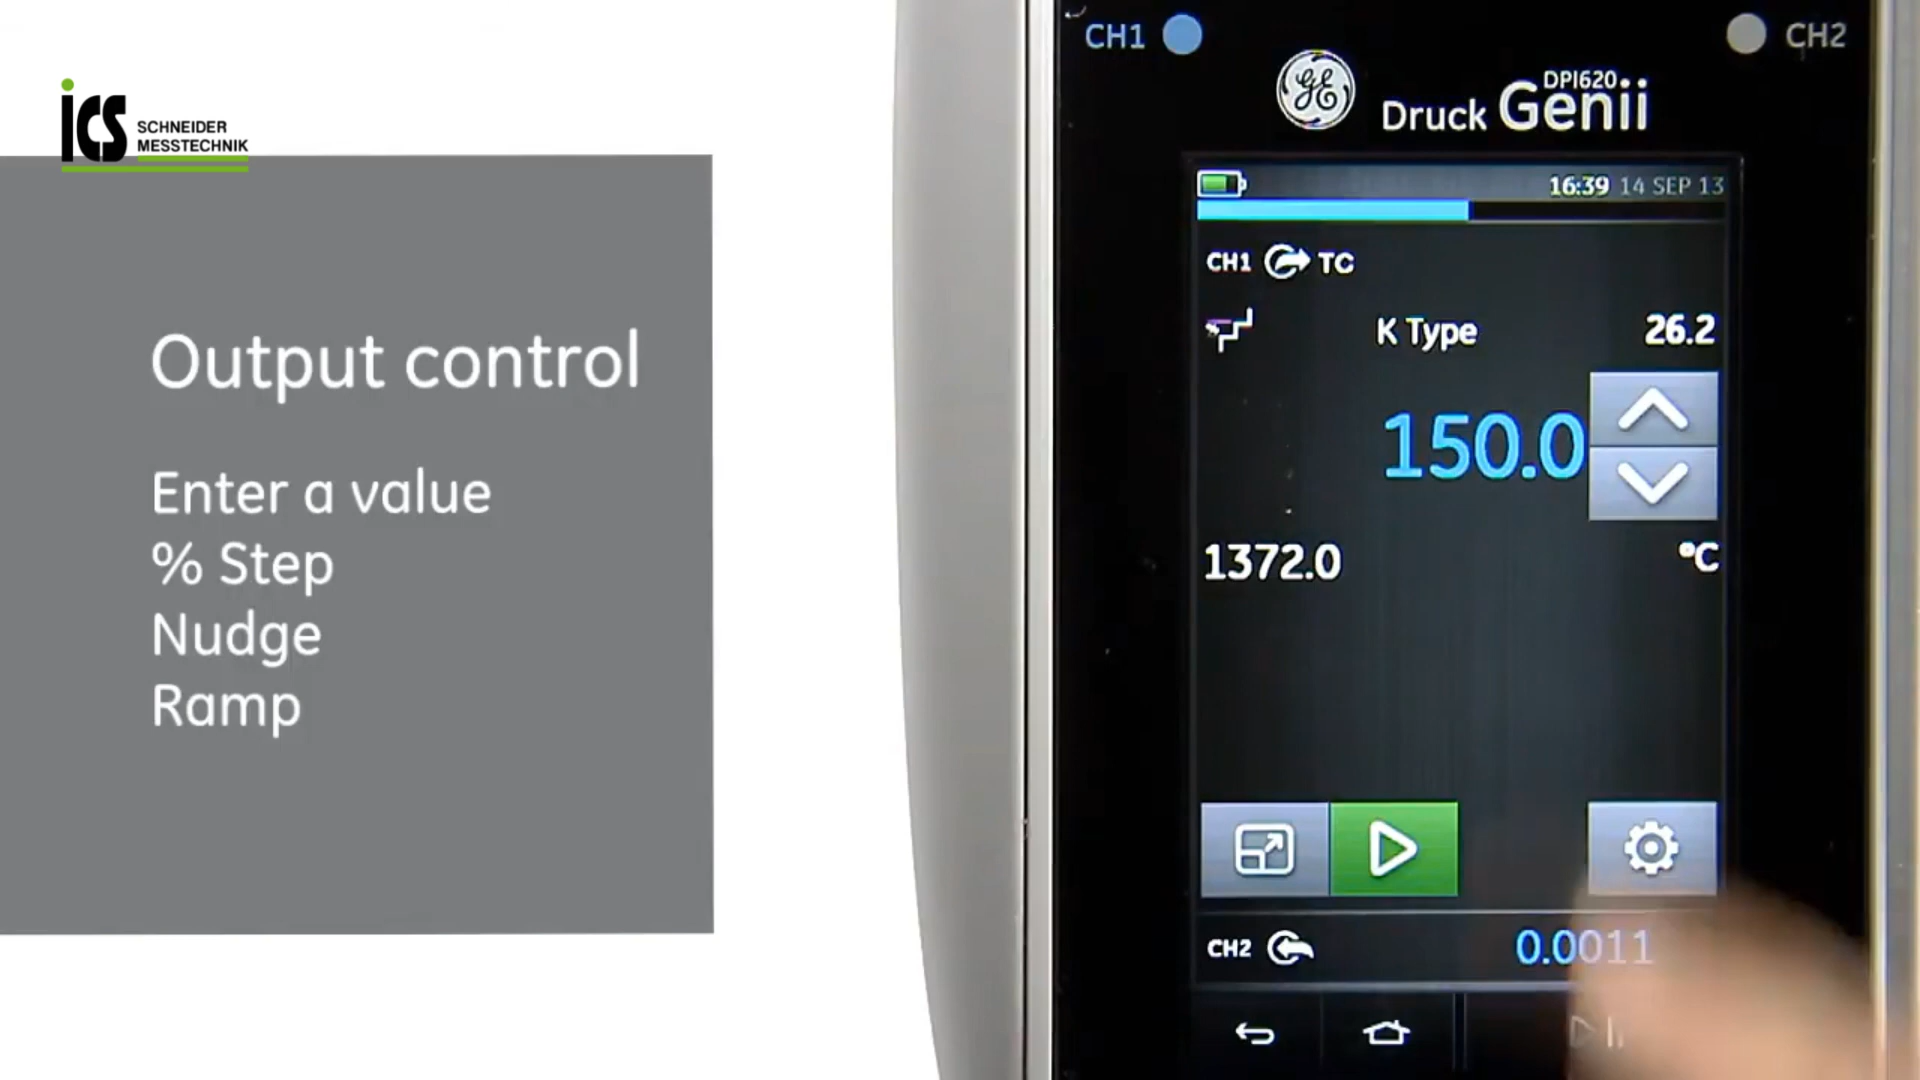 ics SCHNEIDER
MESSTECHNIK
Output control
Enter a value
% Step
Nudge
Ramp
CH1
CH2
GE
Druck Genii
DPI620
16:39 14 SEP 13
CH1 TC
K Type 26.2
150.0
1372.0 °C
CH2 0.0011